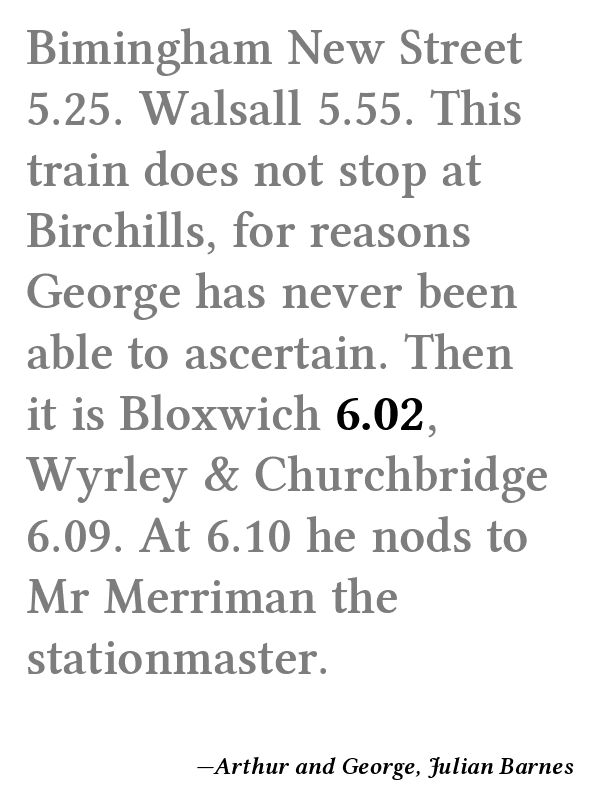 Bimingham New Street
5.25. Walsall 5.55. This
train does not stop at
Birchills, for reasons
George has never been
able to ascertain. Then
it is Bloxwich 6.02,
Wyrley & Churchbridge
6.09. At 6.10 he nods to
Mr Merriman the
stationmaster.
—Arthur and George, Julian Barnes